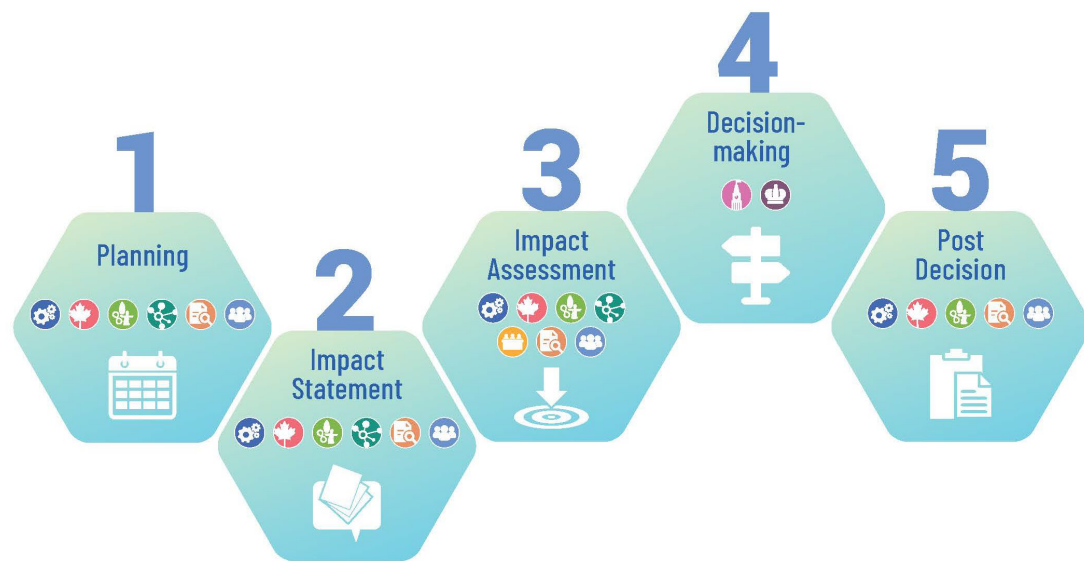 1
Planning
2
Impact
Statement
3
Impact
Assessment
4
Decision-
making
5
Post
Decision